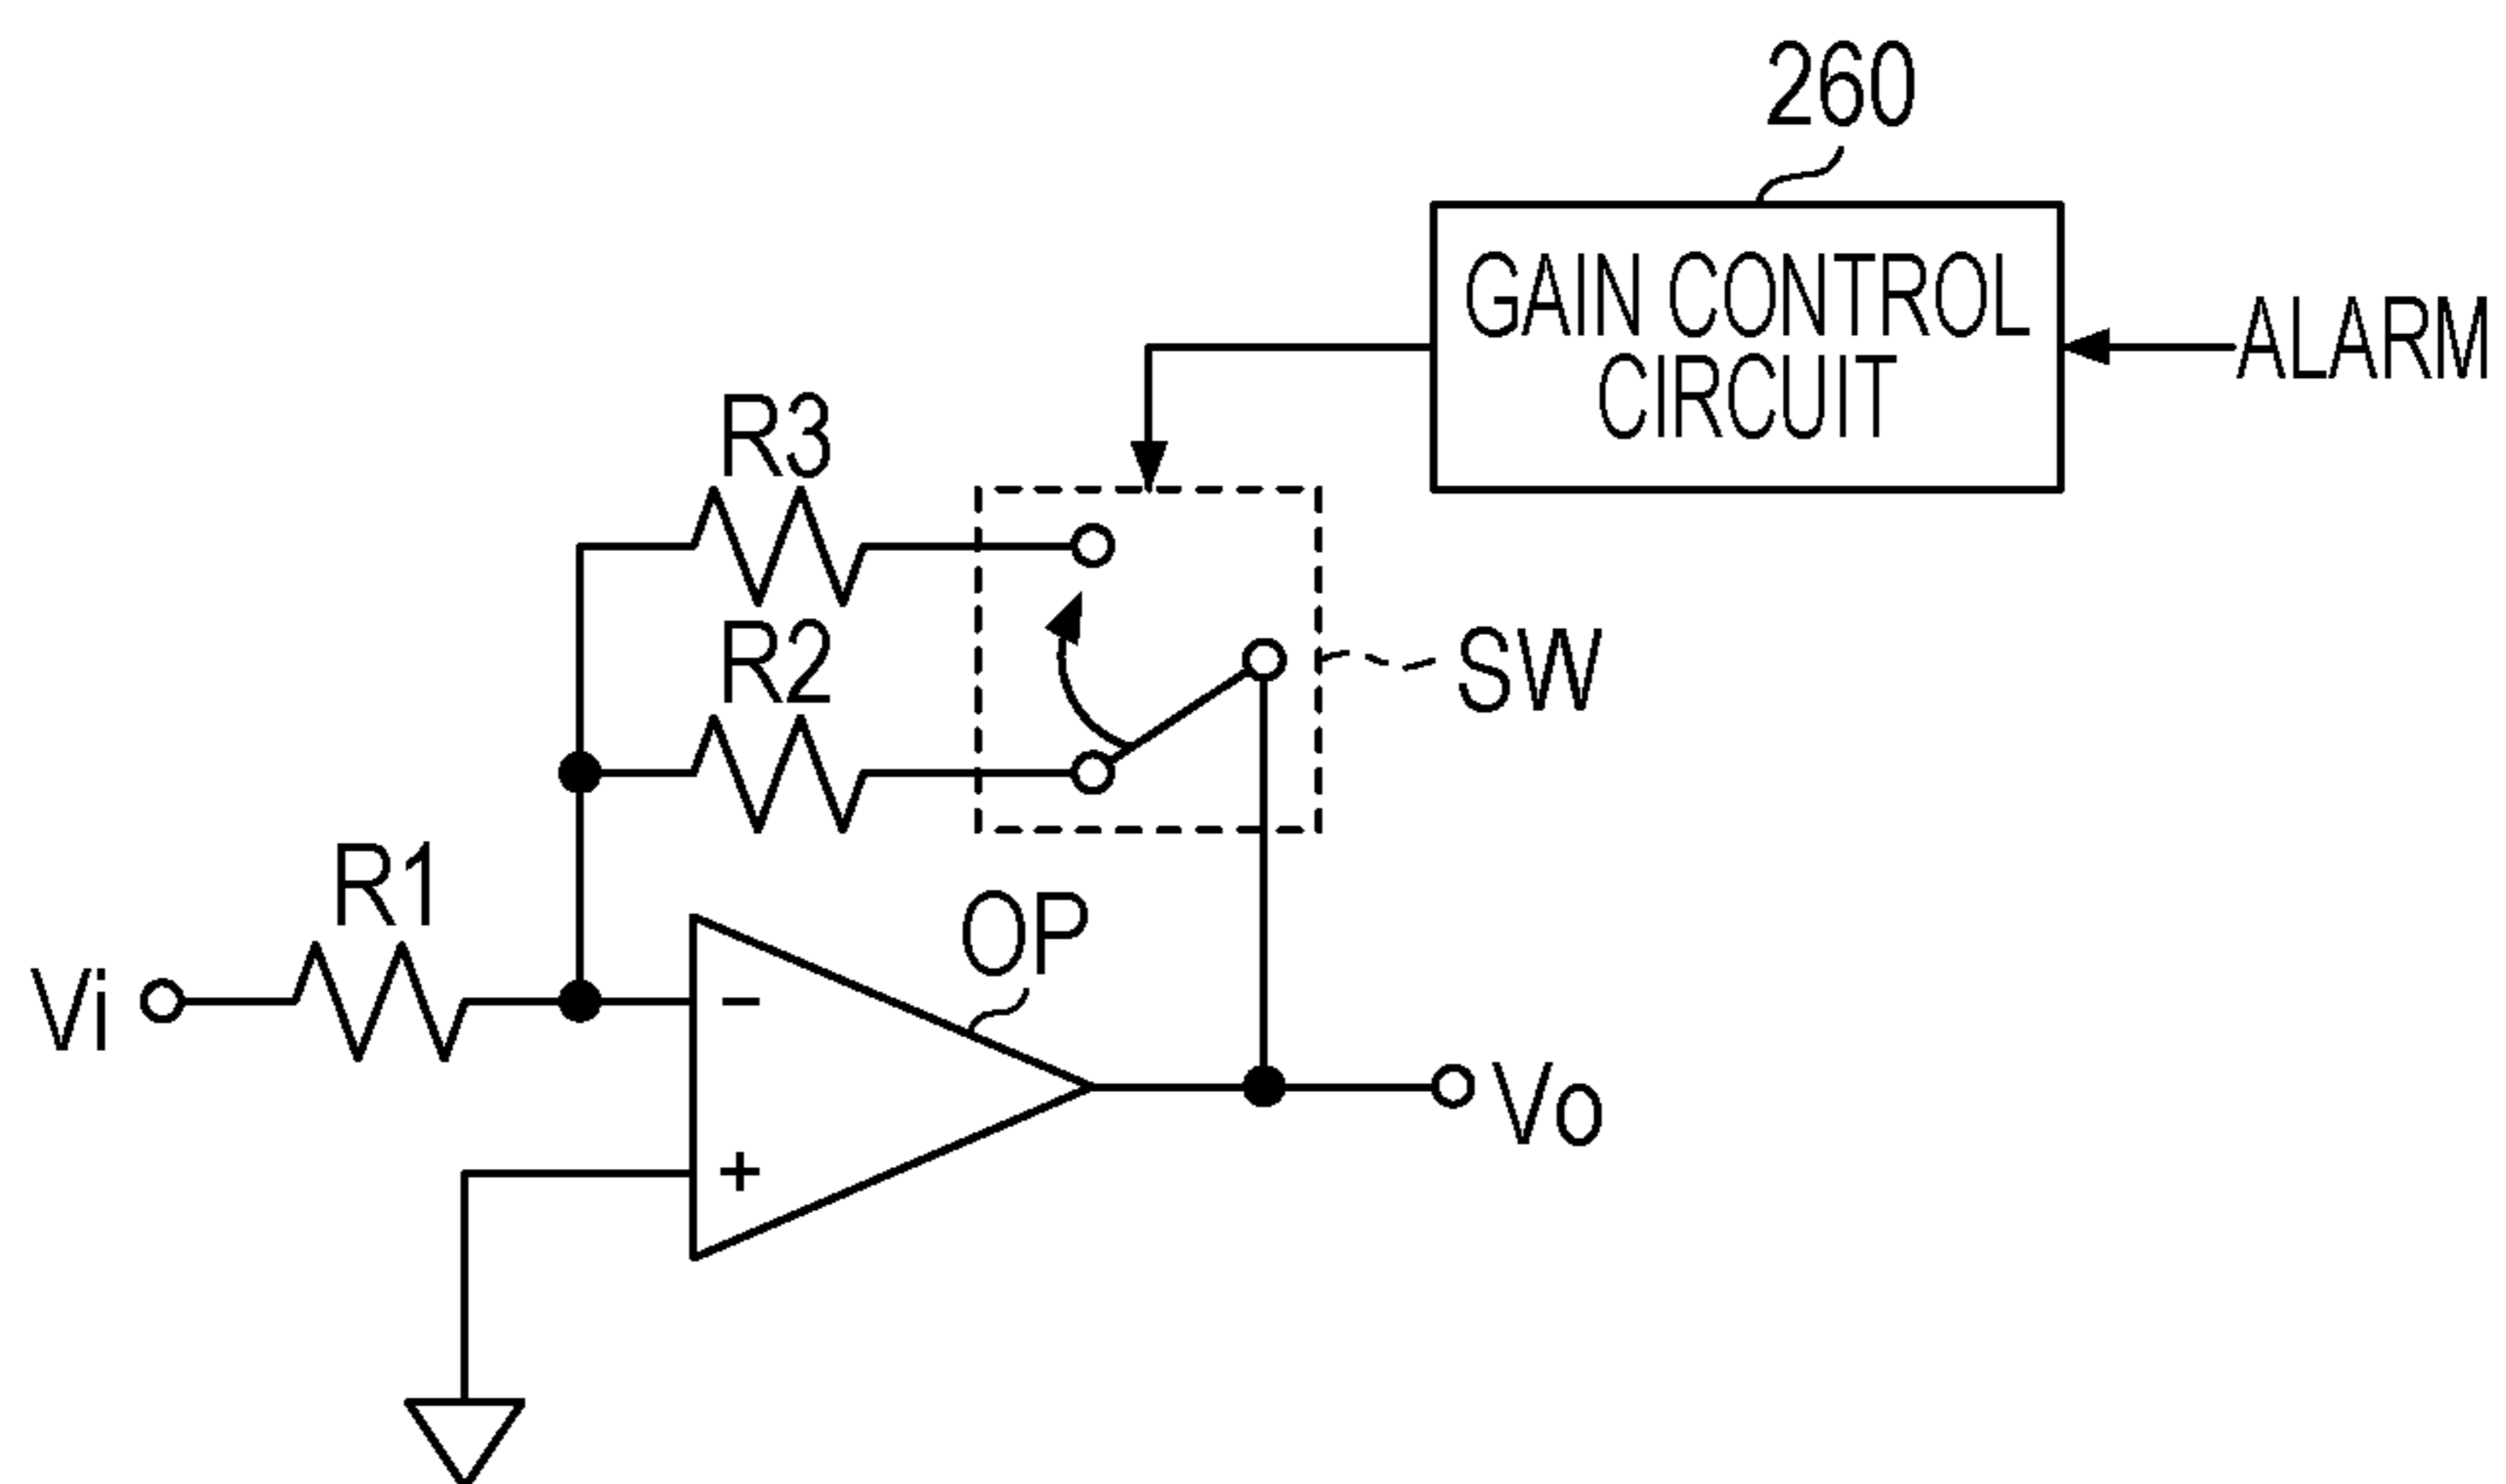 260
GAIN CONTROL
CIRCUIT
ALARM
R3
R2
SW
R1
OP
Vi
−
Vo
+